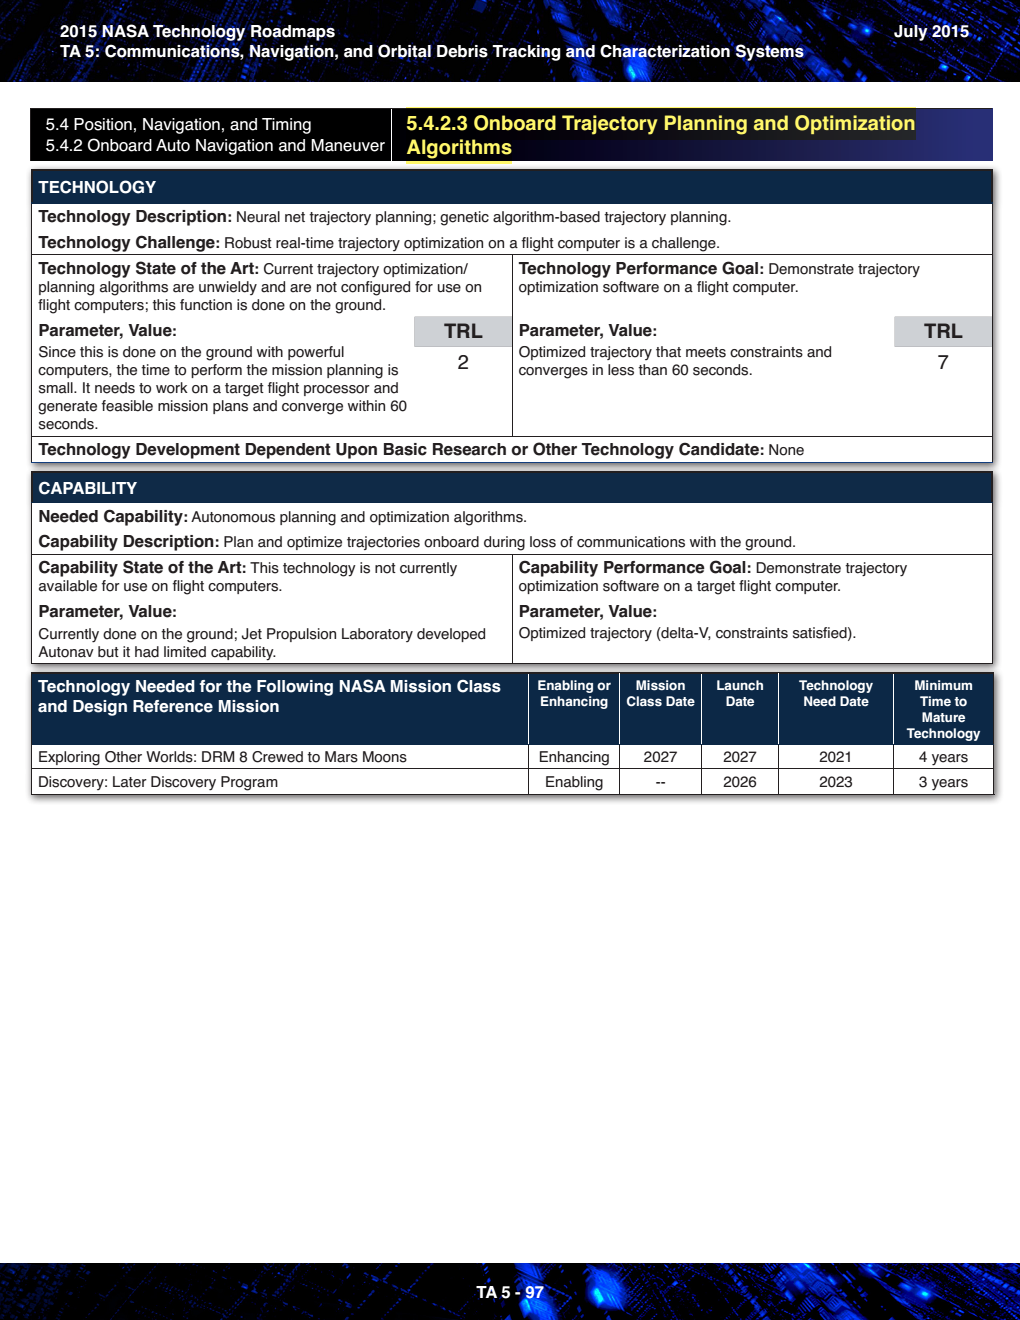 2015 NASA Technology Roadmaps
July 2015
TA 5: Communications, Navigation, and Orbital Debris Tracking and Characterization Systems
5.4 Position, Navigation, and Timing
5.4.2 Onboard Auto Navigation and Maneuver
5.4.2.3 Onboard Trajectory Planning and Optimization
Algorithms
TECHNOLOGY
Technology Description: Neural net trajectory planning; genetic algorithm-based trajectory planning.
Technology Challenge: Robust real-time trajectory optimization on a flight computer is a challenge.
Technology State of the Art: Current trajectory optimization/
planning algorithms are unwieldy and are not configured for use on
flight computers; this function is done on the ground.
Parameter, Value:
Since this is done on the ground with powerful
computers, the time to perform the mission planning is
small. It needs to work on a target flight processor and
generate feasible mission plans and converge within 60
seconds.
TRL
2
Technology Performance Goal: Demonstrate trajectory
optimization software on a flight computer.
Parameter, Value:
Optimized trajectory that meets constraints and
converges in less than 60 seconds.
TRL
7
Technology Development Dependent Upon Basic Research or Other Technology Candidate: None
CAPABILITY
Needed Capability: Autonomous planning and optimization algorithms.
Capability Description: Plan and optimize trajectories onboard during loss of communications with the ground.
Capability State of the Art: This technology is not currently
available for use on flight computers.
Parameter, Value:
Currently done on the ground; Jet Propulsion Laboratory developed
Autonav but it had limited capability.
Capability Performance Goal: Demonstrate trajectory
optimization software on a target flight computer.
Parameter, Value:
Optimized trajectory (delta-V, constraints satisfied).
Technology Needed for the Following NASA Mission Class
and Design Reference Mission
Enabling or
Enhancing
Mission
Class Date
Launch
Date
Technology
Need Date
Minimum
Time to
Mature
Technology
Exploring Other Worlds: DRM 8 Crewed to Mars Moons Enhancing 2027 2027 2021 4 years
Discovery: Later Discovery Program Enabling -- 2026 2023 3 years
TA 5 - 97